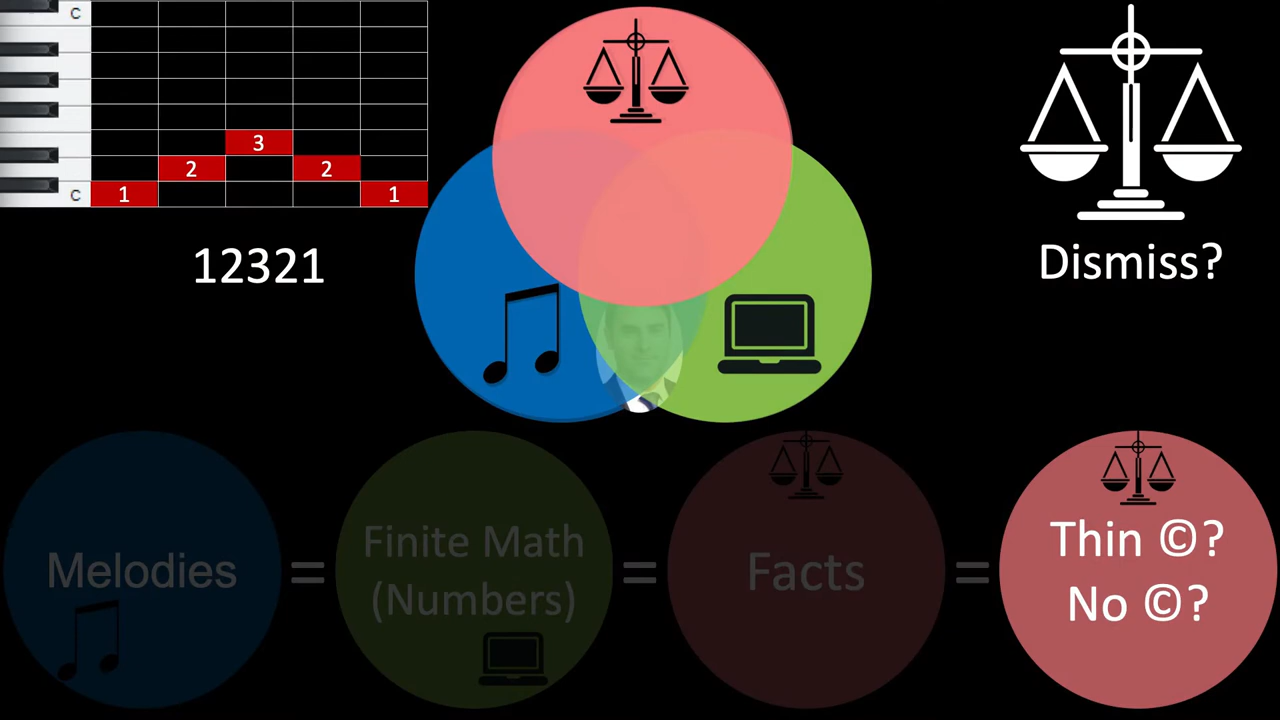 C
3
2 2
C 1 1
12321
Dismiss?
Melodies = Finite Math (Numbers) = Facts = Thin ©? No ©?